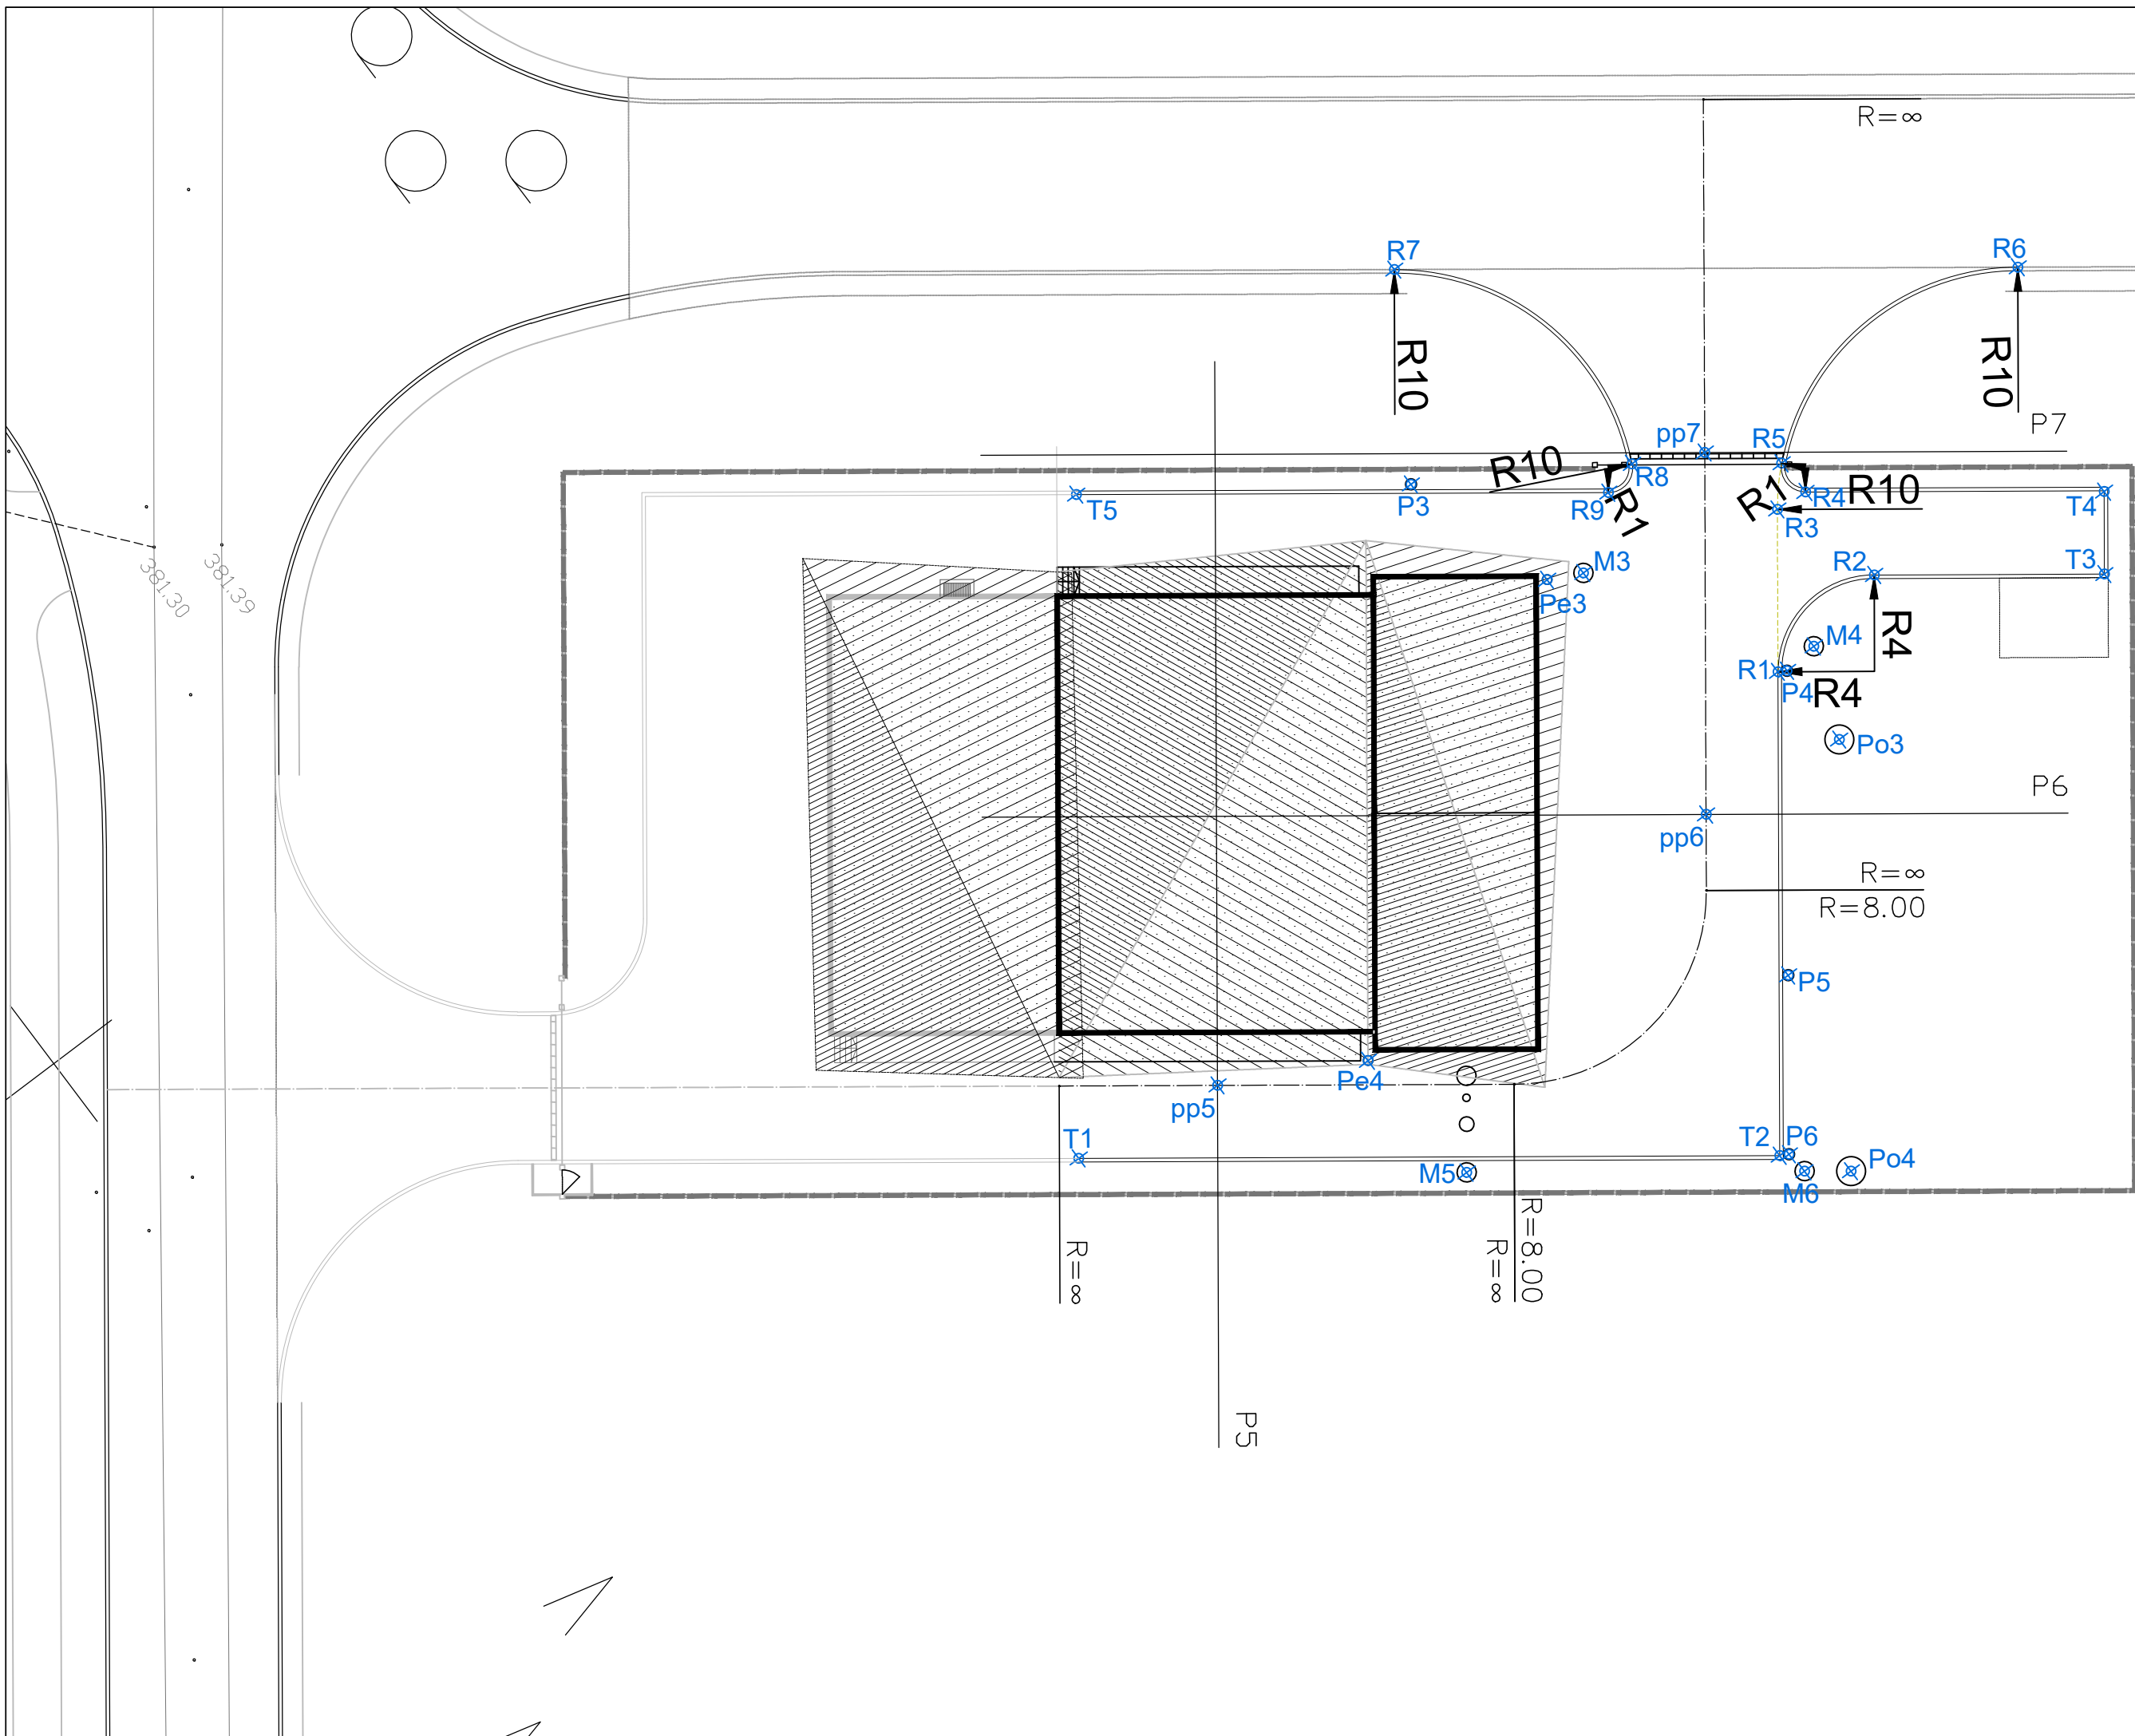 R=∞
R7
R6
R10
R10
P7
pp7
R5
R10
R8
R1
R10
R4
T4
T5
P3
R9
R1
R3
381.30
381.39
R2
T3
M3
Pe3
M4
R4
R1
P4
R4
Po3
P6
pp6
R=∞
R=8.00
P5
Pe4
pp5
T1
T2
P6
Po4
M5
M6
R=∞
R=8.00
R=∞
P5